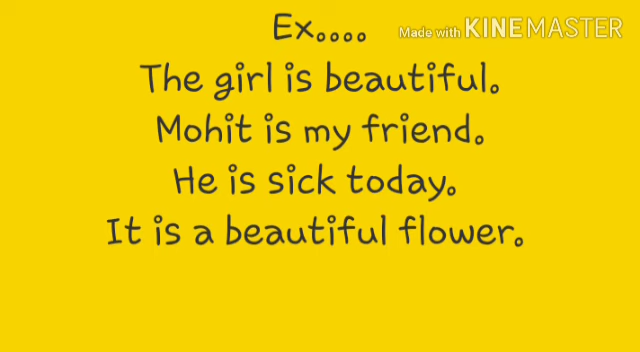 Ex....
Made with KINEMASTER
The girl is beautiful.
Mohit is my friend.
He is sick today.
It is a beautiful flower.